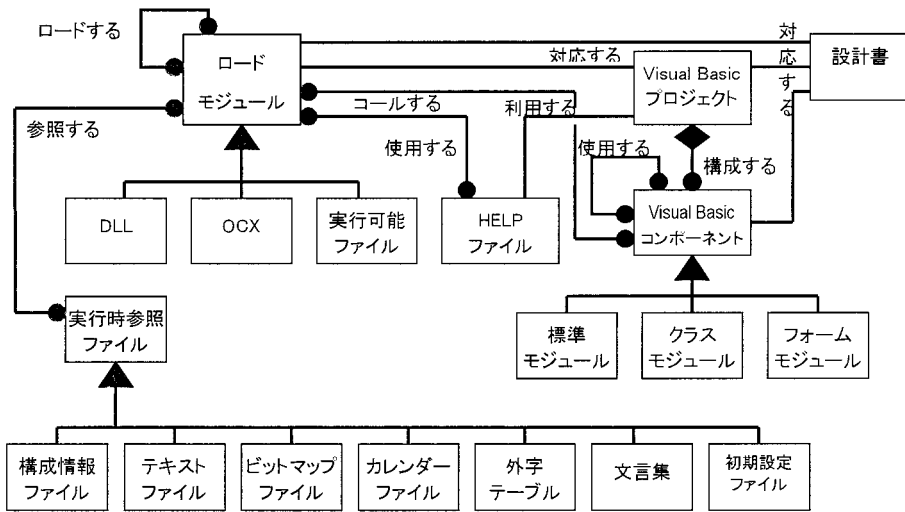 ロードする
ロード
モジュール
対応する
Visual Basic
プロジェクト
対応する
設計書
参照する
コールする
利用する
使用する
使用する
構成する
DLL
OCX
実行可能
ファイル
HELP
ファイル
Visual Basic
コンポーネント
実行時参照
ファイル
標準
モジュール
クラス
モジュール
フォーム
モジュール
構成情報
ファイル
テキスト
ファイル
ビットマップ
ファイル
カレンダー
ファイル
外字
テーブル
文言集
初期設定
ファイル